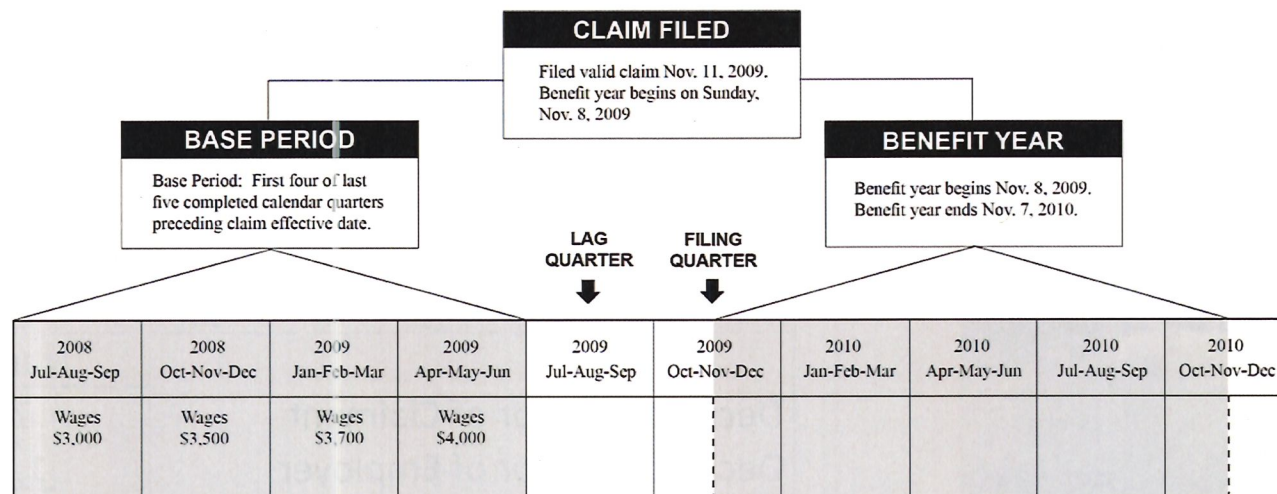 CLAIM FILED
Filed valid claim Nov. 11, 2009.
Benefit year begins on Sunday,
Nov. 8, 2009
BASE PERIOD
Base Period: First four of last
five completed calendar quarters
preceding claim effective date.
BENEFIT YEAR
Benefit year begins Nov. 8, 2009.
Benefit year ends Nov. 7, 2010.
LAG
QUARTER
FILING
QUARTER
2008
Jul-Aug-Sep
2008
Oct-Nov-Dec
2009
Jan-Feb-Mar
2009
Apr-May-Jun
2009
Jul-Aug-Sep
2009
Oct-Nov-Dec
2010
Jan-Feb-Mar
2010
Apr-May-Jun
2010
Jul-Aug-Sep
2010
Oct-Nov-Dec
Wages
$3,000
Wages
$3,500
Wages
$3,700
Wages
$4,000